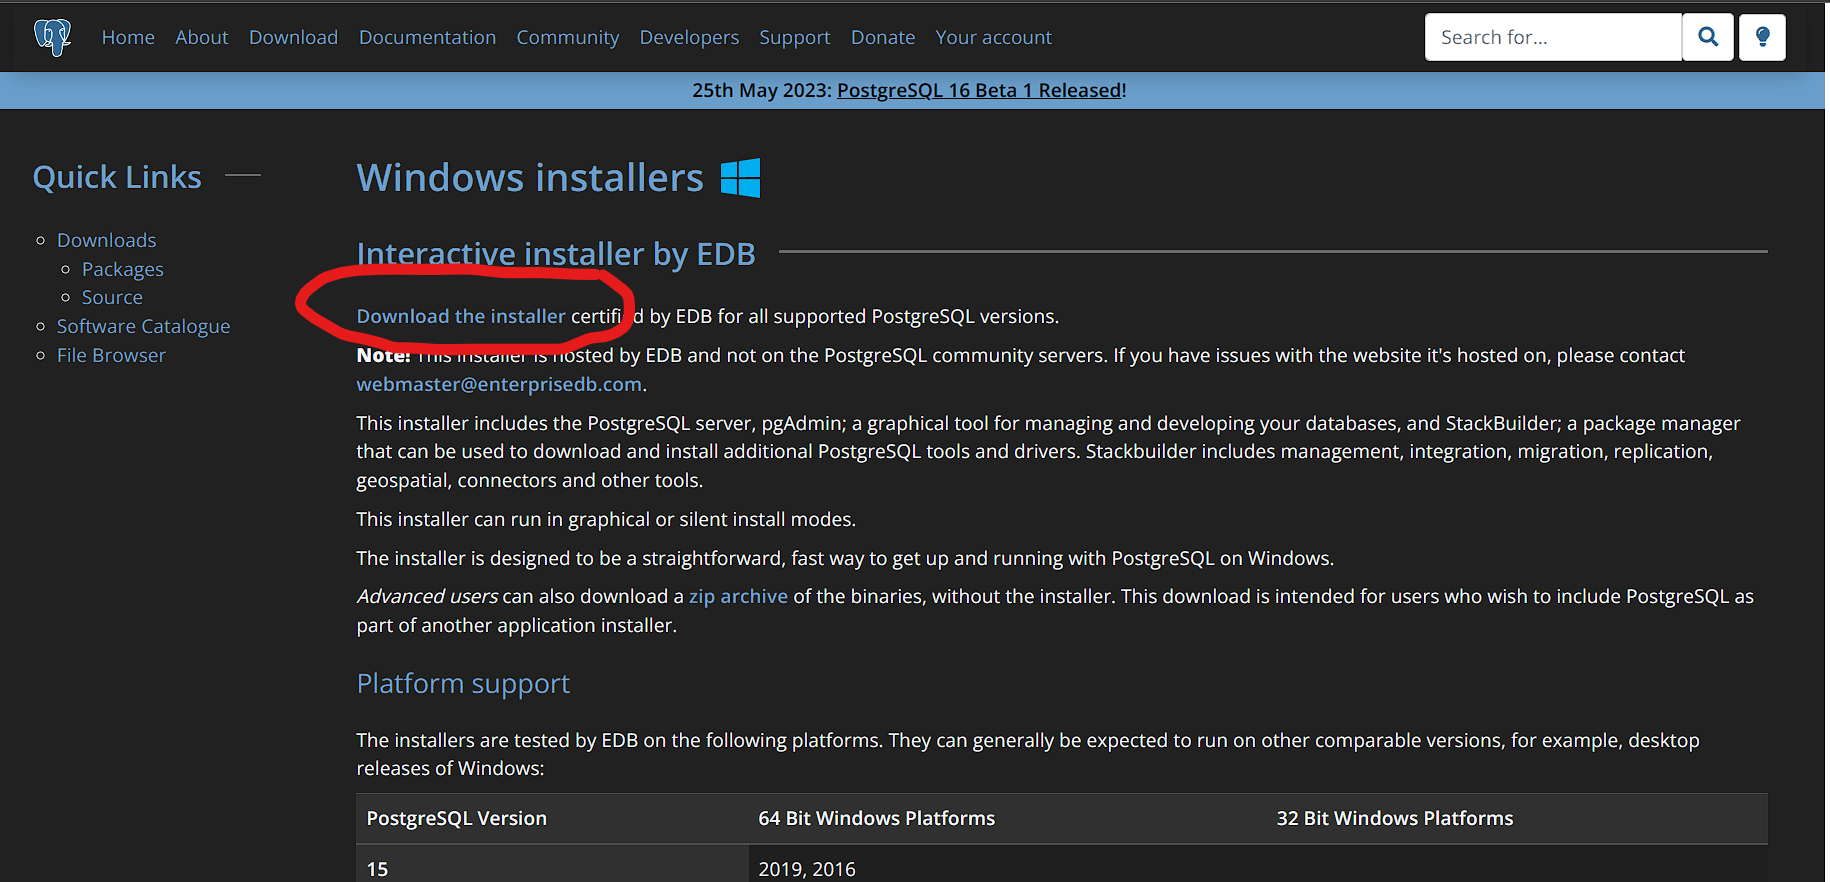 Home About Download Documentation Community Developers Support Donate Your account Search for...
25th May 2023: PostgreSQL 16 Beta 1 Released!
Quick Links
Downloads
Packages
Source
Software Catalogue
File Browser
Windows installers
Interactive installer by EDB
Download the installer certified by EDB for all supported PostgreSQL versions.
Note! This installer is hosted by EDB and not on the PostgreSQL community servers. If you have issues with the website it's hosted on, please contact
webmaster@enterprisedb.com.
This installer includes the PostgreSQL server, pgAdmin; a graphical tool for managing and developing your databases, and StackBuilder; a package manager
that can be used to download and install additional PostgreSQL tools and drivers. Stackbuilder includes management, integration, migration, replication,
geospatial, connectors and other tools.
This installer can run in graphical or silent install modes.
The installer is designed to be a straightforward, fast way to get up and running with PostgreSQL on Windows.
Advanced users can also download a zip archive of the binaries, without the installer. This download is intended for users who wish to include PostgreSQL as
part of another application installer.
Platform support
The installers are tested by EDB on the following platforms. They can generally be expected to run on other comparable versions, for example, desktop
releases of Windows:
PostgreSQL Version 64 Bit Windows Platforms 32 Bit Windows Platforms
15 2019, 2016